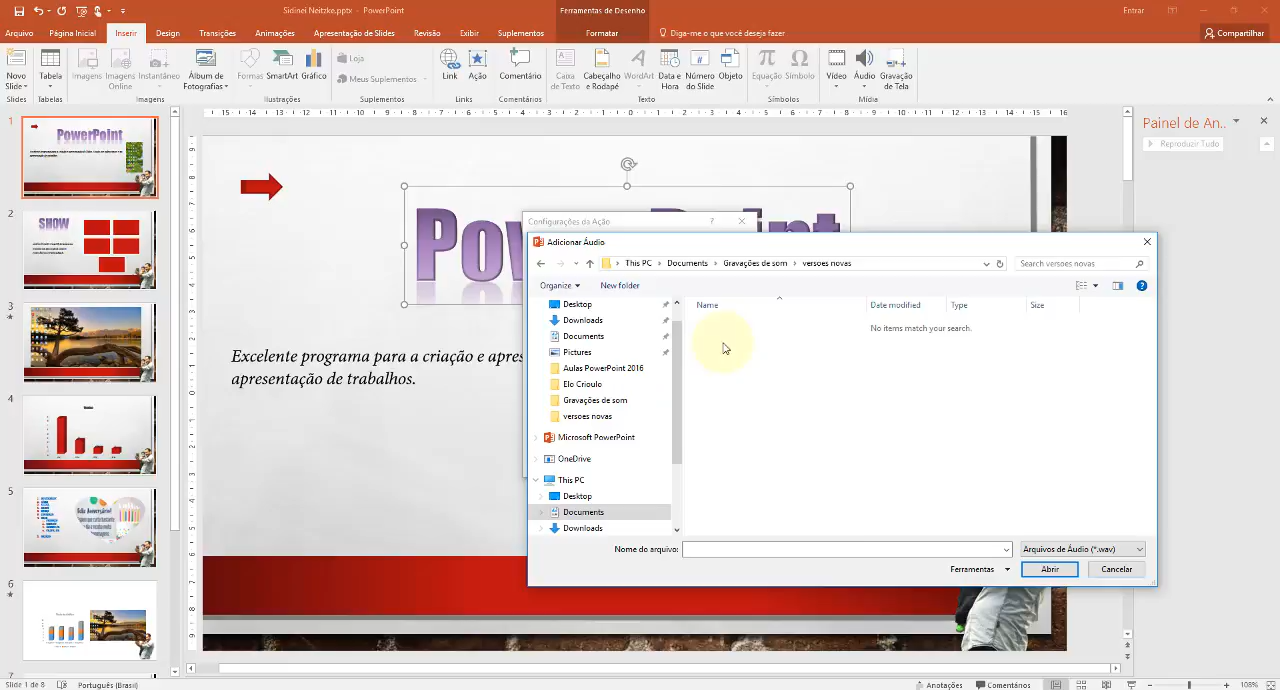 Sidinei Neitzke.pptx - PowerPoint
Ferramentas de Desenho
Entrar
Arquivo
Página Inicial
Inserir
Design
Transições
Animações
Apresentação de Slides
Revisão
Exibir
Suplementos
Formatar
Diga-me o que você deseja fazer
Compartilhar
Novo Slide
Tabela
Imagens
Imagens Online
Instantâneo
Álbum de Fotografias
Formas
SmartArt
Gráfico
Loja
Meus Suplementos
Link
Ação
Comentário
Caixa de Texto
Cabeçalho e Rodapé
WordArt
Data e Hora
Número do Slide
Objeto
Equação
Símbolo
Vídeo
Áudio
Gravação de Tela
Slides
Tabelas
Imagens
Ilustrações
Suplementos
Links
Comentários
Texto
Símbolos
Mídia
1
PowerPoint
2
SHOW
3
4
5
6
7
Excelente programa para a criação e apres
apresentação de trabalhos.
Configurações da Ação
Adicionar Áudio
This PC
Documents
Gravações de som
versoes novas
Search versoes novas
Organize
New folder
Desktop
Downloads
Documents
Pictures
Aulas PowerPoint 2016
Elo Crioulo
Gravações de som
versoes novas
Microsoft PowerPoint
OneDrive
This PC
Desktop
Documents
Downloads
Name
Date modified
Type
Size
No items match your search.
Nome do arquivo:
Arquivos de Áudio (*.wav)
Ferramentas
Abrir
Cancelar
Painel de An...
Reproduzir Tudo
Slide 1 de 8
Português (Brasil)
Anotações
Comentários
108%